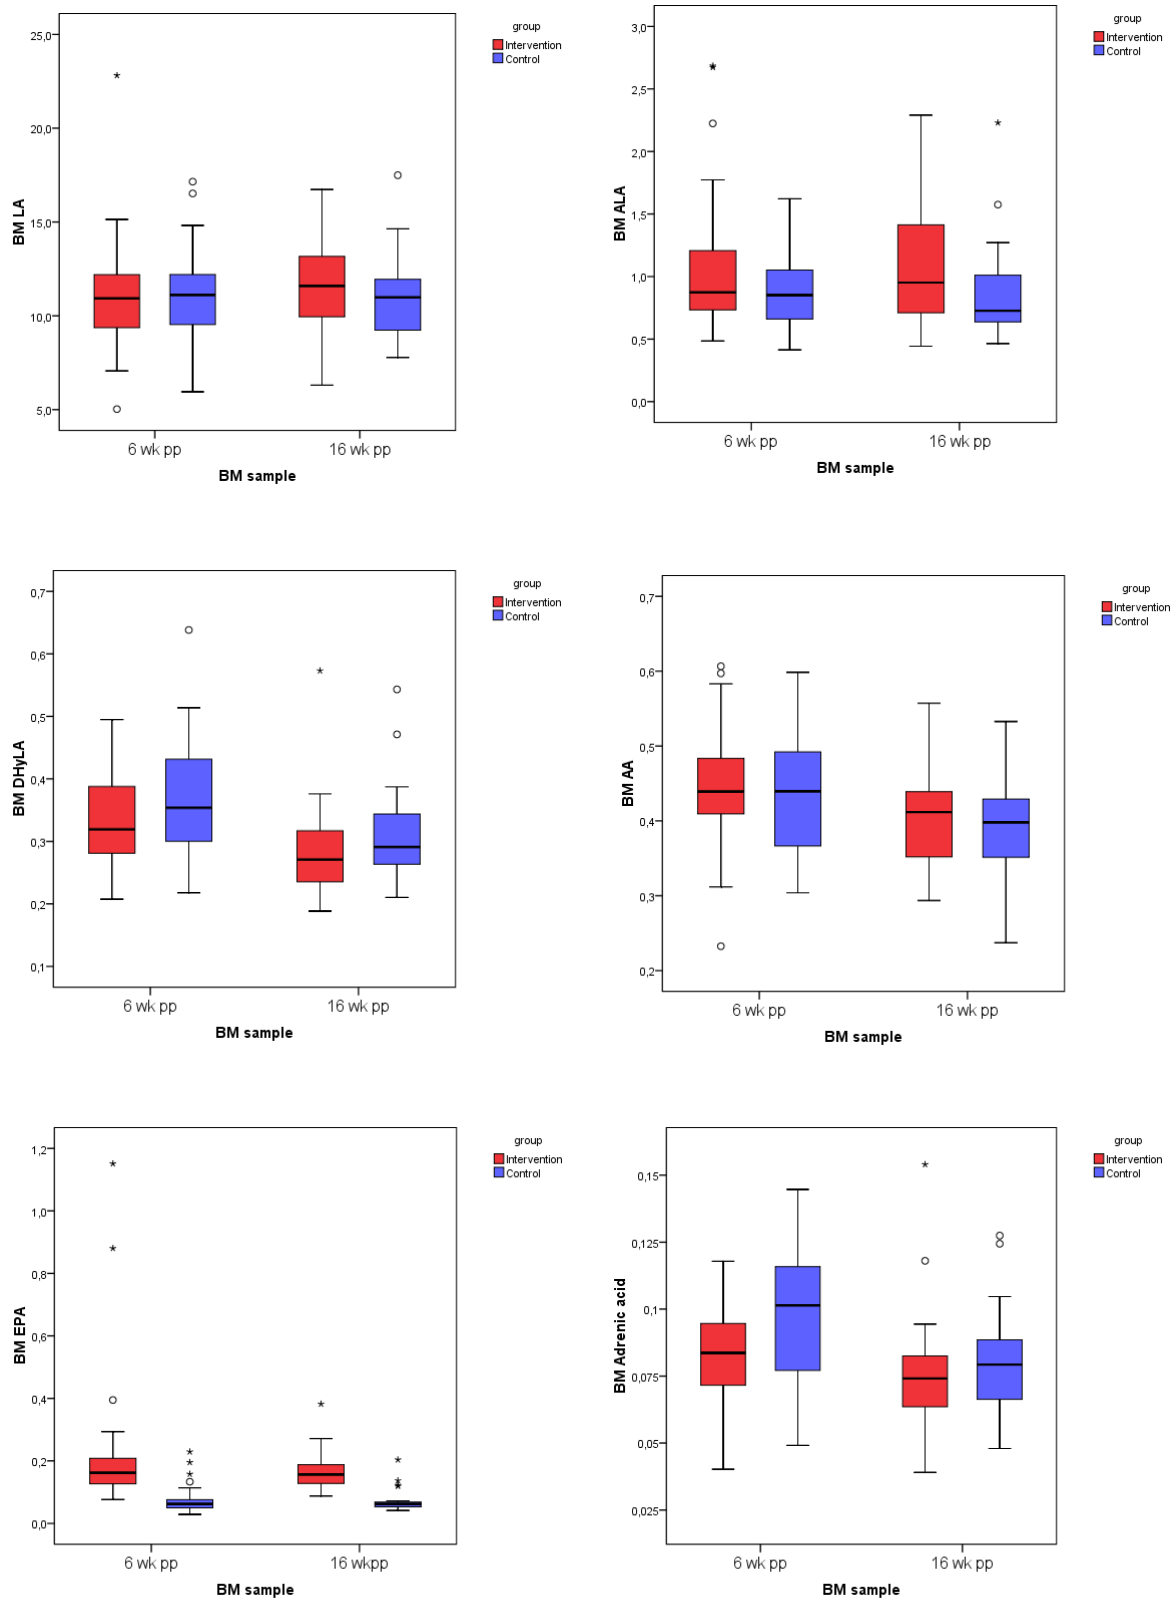 group
Intervention
Control
25,0
20,0
15,0
10,0
5,0
BM LA
6 wk pp
16 wk pp
BM sample
group
Intervention
Control
3,0
2,5
2,0
1,5
1,0
0,5
0,0
BM ALA
6 wk pp
16 wk pp
BM sample
group
Intervention
Control
0,7
0,6
0,5
0,4
0,3
0,2
0,1
BM DHyLA
6 wk pp
16 wk pp
BM sample
group
Intervention
Control
0,7
0,6
0,5
0,4
0,3
0,2
BM AA
6 wk pp
16 wk pp
BM sample
group
Intervention
Control
1,2
1,0
0,8
0,6
0,4
0,2
0,0
BM EPA
6 wk pp
16 wkpp
BM sample
group
Intervention
Control
0,15
0,125
0,1
0,075
0,05
0,025
BM Adrenic acid
6 wk pp
16 wk pp
BM sample